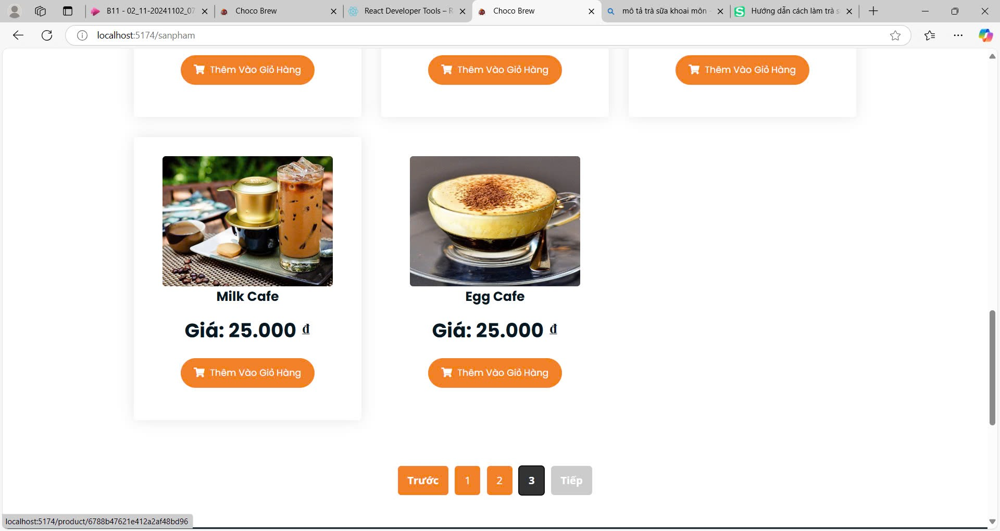 B11 - 02_11-20241102_07
Choco Brew
React Developer Tools – R
Choco Brew
mô tả trà sữa khoai môn -
Hướng dẫn cách làm trà s
localhost:5174/sanpham
Thêm Vào Giỏ Hàng
Thêm Vào Giỏ Hàng
Thêm Vào Giỏ Hàng
Milk Cafe
Giá: 25.000 ₫
Thêm Vào Giỏ Hàng
Egg Cafe
Giá: 25.000 ₫
Thêm Vào Giỏ Hàng
Trước 1 2 3 Tiếp
localhost:5174/product/6788b47621e412a2af48bd96